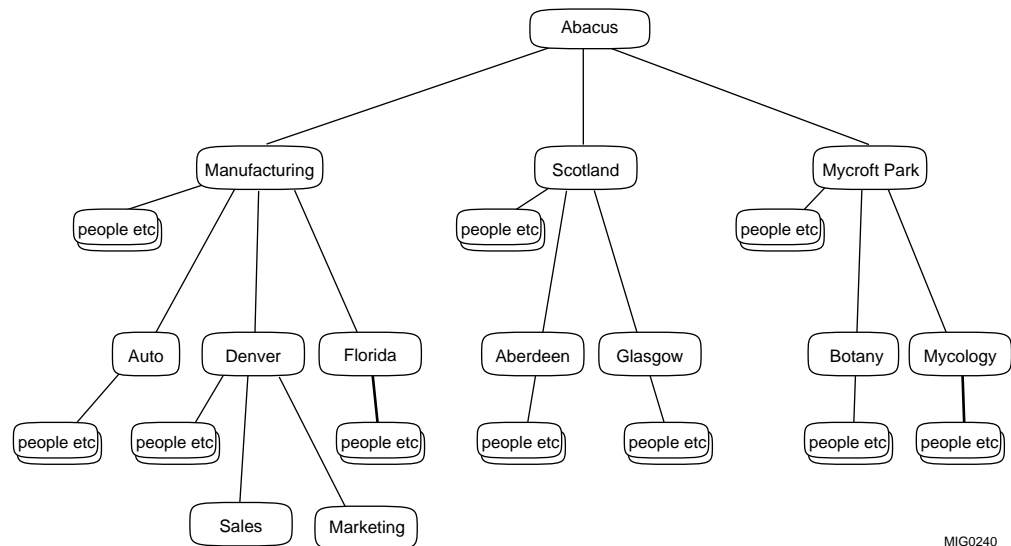 Abacus
Manufacturing
Scotland
Mycroft Park
people etc
people etc
people etc
Auto
Denver
Florida
Aberdeen
Glasgow
Botany
Mycology
people etc
people etc
people etc
people etc
people etc
people etc
people etc
Sales
Marketing
MIG0240